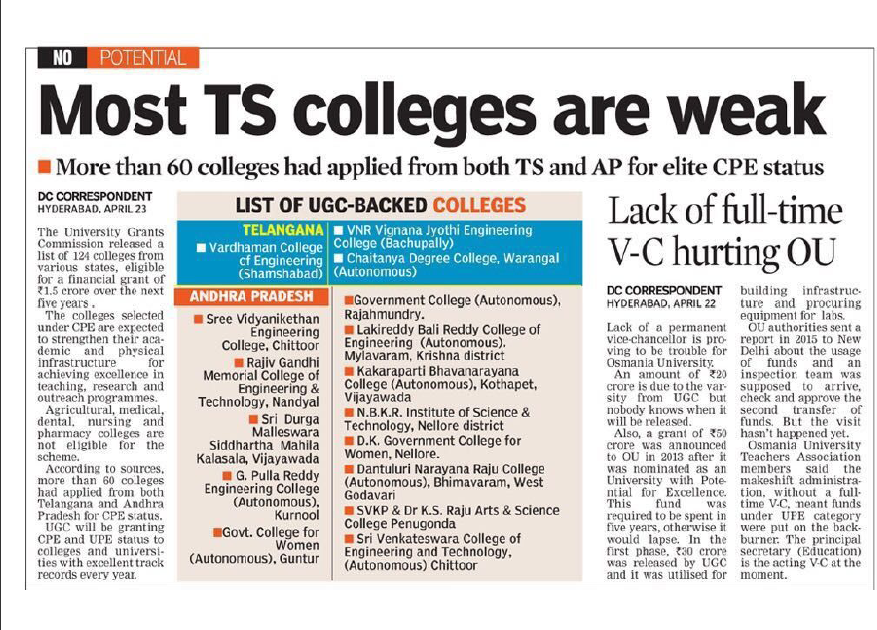 NO POTENTIAL
Most TS colleges are weak
■ More than 60 colleges had applied from both TS and AP for elite CPE status
DC CORRESPONDENT
HYDERABAD, APRIL 23
The University Grants
Commission released a
list of 124 colleges from
various states, eligible
for a financial grant of
₹1.5 crore over the next
five years .
The colleges selected
under CPE are expected
to strengthen their aca-
demic and physical
infrastructure for
achieving excellence in
teaching, research and
outreach programmes.
Agricultural, medical,
dental, nursing and
pharmacy colleges are
not eligible for the
scheme.
According to sources,
more than 60 colleges
had applied from both
Telangana and Andhra
Pradesh for CPE status.
UGC will be granting
CPE and UPE status to
colleges and universi-
ties with excellent track
records every year.
LIST OF UGC-BACKED COLLEGES
TELANGANA
■ Vardhaman College
cf Engineering
(Shamshabad)
■ VNR Vignana Jyothi Engineering
College (Bachupally)
■ Chaitanya Degree College, Warangal
(Autonomous)
ANDHRA PRADESH
■ Sree Vidyanikethan
Engineering
College, Chittoor
■ Rajiv Gandhi
Memorial College of
Engineering &
Technology, Nandyal
■ Sri Durga
Malleswara
Siddhartha Mahila
Kalasala, Vijayawada
■ G. Pulla Reddy
Engineering College
(Autonomous),
Kurnool
■Govt. College for
Women
(Autonomous), Guntur
■Government College (Autonomous),
Rajahmundry.
■ Lakireddy Bali Reddy College of
Engineering (Autonomous).
Mylavaram, Krishna district
■ Kakaraparti Bhavanarayana
College (Autonomous), Kothapet,
Vijayawada
■ N.B.K.R. Institute of Science &
Technology, Nellore district
■ D.K. Government College for
Women, Nellore.
■ Dantuluri Narayana Raju College
(Autonomous), Bhimavaram, West
Godavari
■ SVKP & Dr K.S. Raju Arts & Science
College Penugonda
■ Sri Venkateswara College of
Engineering and Technology,
(Autonomous) Chittoor
Lack of full-time
V-C hurting OU
DC CORRESPONDENT
HYDERABAD, APRIL 22
Lack of a permanent
vice-chancellor is pro-
ving to be trouble for
Osmania University.
An amount of ₹20
crore is due to the var-
sity from UGC but
nobody knows when it
will be released.
Also, a grant of ₹50
crore was announced
to OU in 2013 after it
was nominated as an
University with Pote-
ntial for Excellence.
This fund was
required to be spent in
five years, otherwise it
would lapse. In the
first phase, ₹30 crore
was released by UGC
and it was utilised for
building infrastruc-
ture and procuring
equipment for labs.
OU authorities sent a
report in 2015 to New
Delhi about the usage
of funds and an
inspection team was
supposed to arrive,
check and approve the
second transfer of
funds. But the visit
hasn't happened yet.
Osmania University
Teachers Association
members said the
makeshift administra-
tion, without a full-
time V-C, meant funds
under UPE category
were put on the back-
burner. The principal
secretary (Education)
is the acting V-C at the
moment.